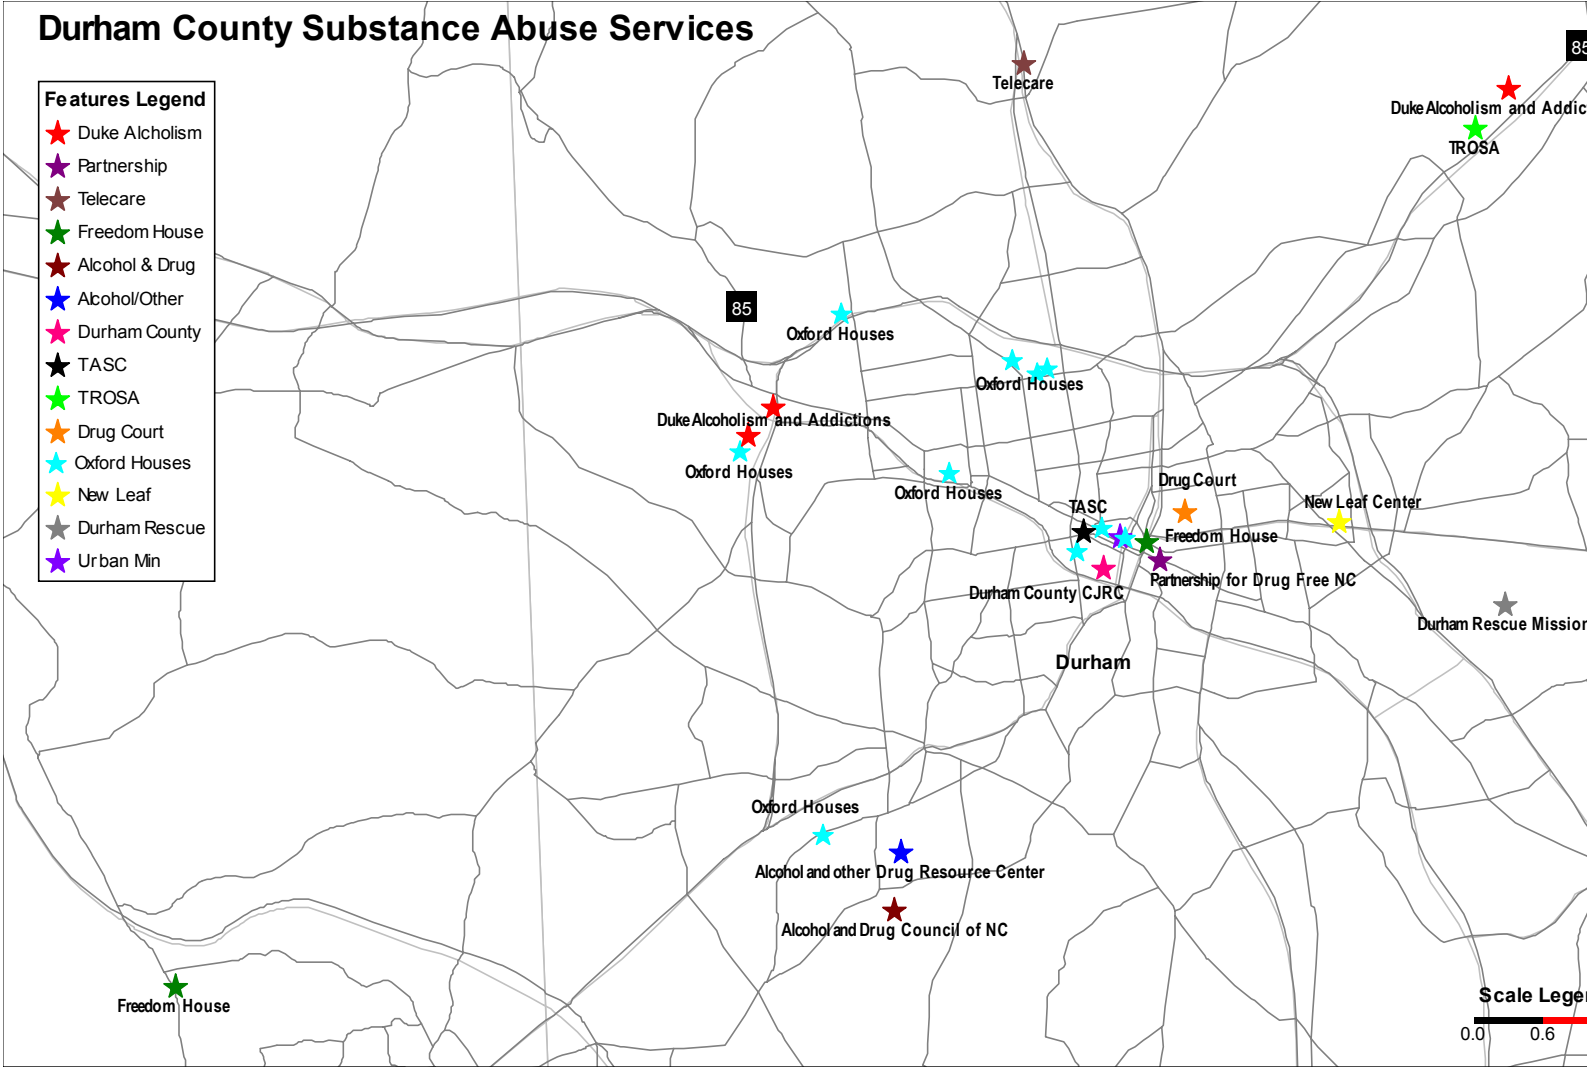 Durham County Substance Abuse Services
85
Telecare
Duke Alcoholism and Addic
TROSA
Features Legend
Duke Alcholism
Partnership
Telecare
Freedom House
Alcohol & Drug
Alcohol/Other
Durham County
TASC
TROSA
Drug Court
Oxford Houses
New Leaf
Durham Rescue
Urban Min
85
Oxford Houses
Oxford Houses
Duke Alcoholism and Addictions
Oxford Houses
Oxford Houses
Drug Court
TASC
New Leaf Center
Freedom House
Partnership for Drug Free NC
Durham County CJRC
Durham Rescue Mission
Durham
Oxford Houses
Alcohol and other Drug Resource Center
Alcohol and Drug Council of NC
Freedom House
Scale Legen
0.0 0.6